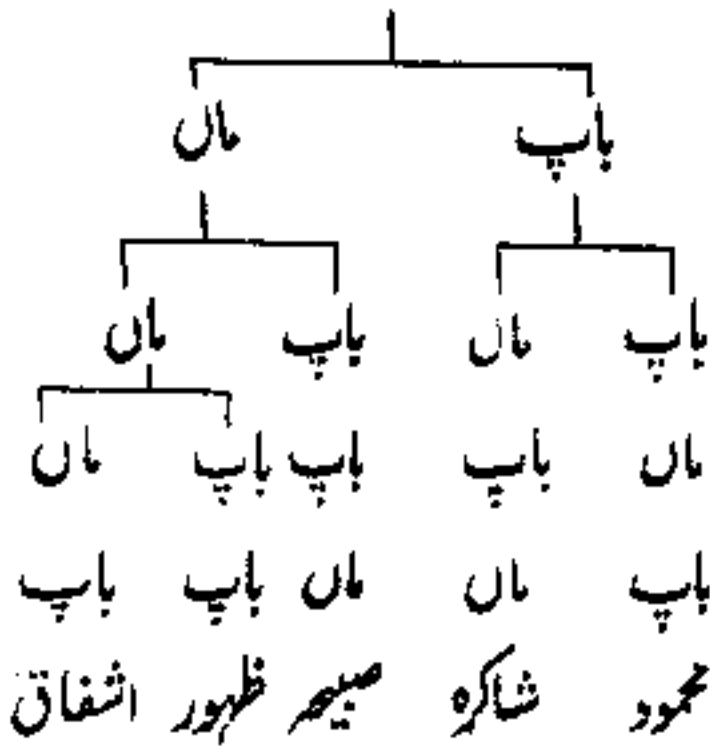 باپ ماں
باپ ماں باپ ماں
ماں باپ باپ باپ ماں
باپ ماں ماں باپ باپ
محمود شاکرہ صبیحہ ظہور اشفاق